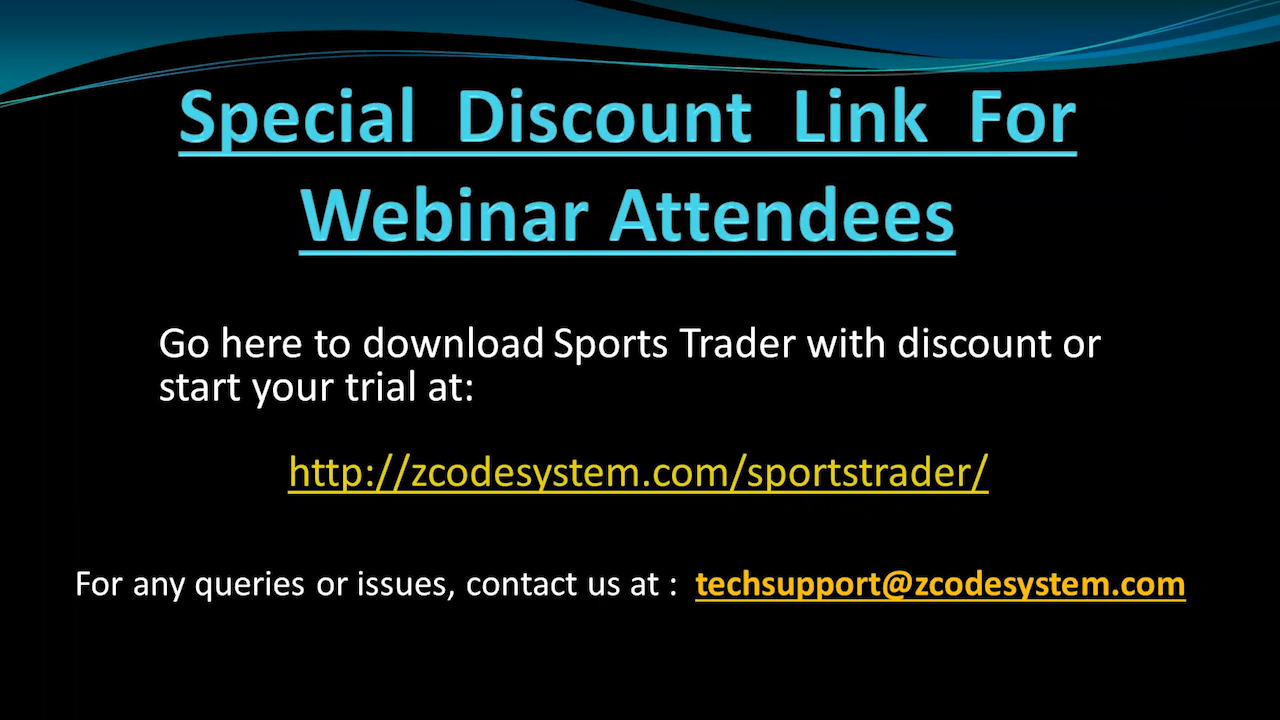 Special Discount Link For
Webinar Attendees
Go here to download Sports Trader with discount or
start your trial at:
http://zcodesystem.com/sportstrader/
For any queries or issues, contact us at : techsupport@zcodesystem.com